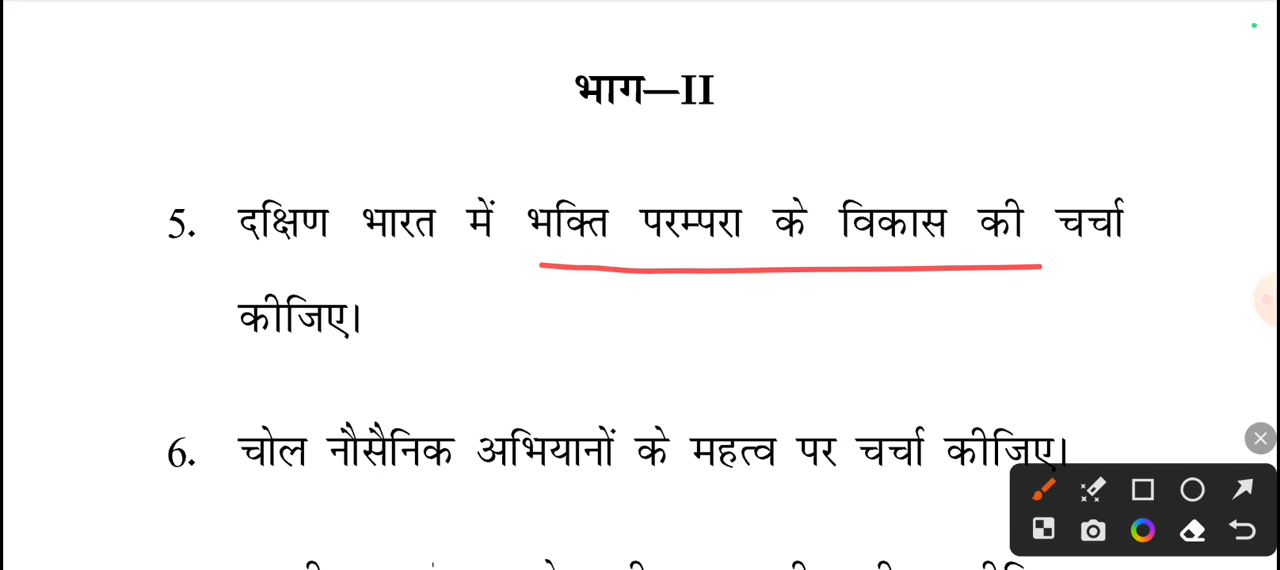 भाग—II
5. दक्षिण भारत में भक्ति परम्परा के विकास की चर्चा
कीजिए।
6. चोल नौसैनिक अभियानों के महत्व पर चर्चा कीजिए।